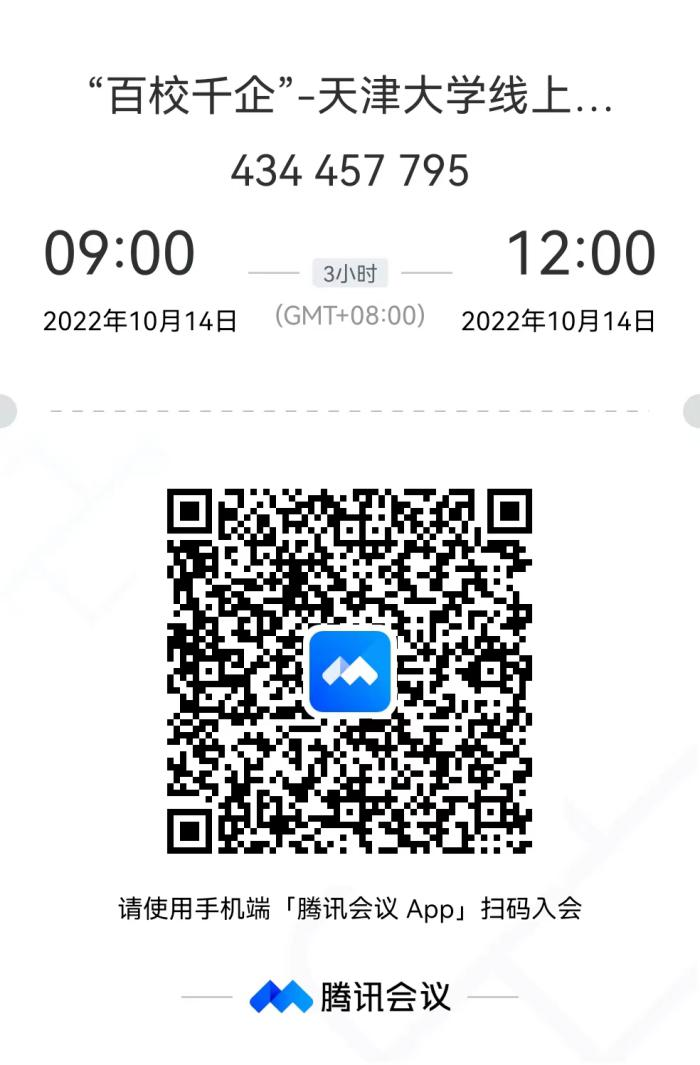 “百校千企”-天津大学线上...
434 457 795
09:00
3小时
12:00
2022年10月14日
(GMT+08:00)
2022年10月14日
请使用手机端「腾讯会议 App」扫码入会
腾讯会议